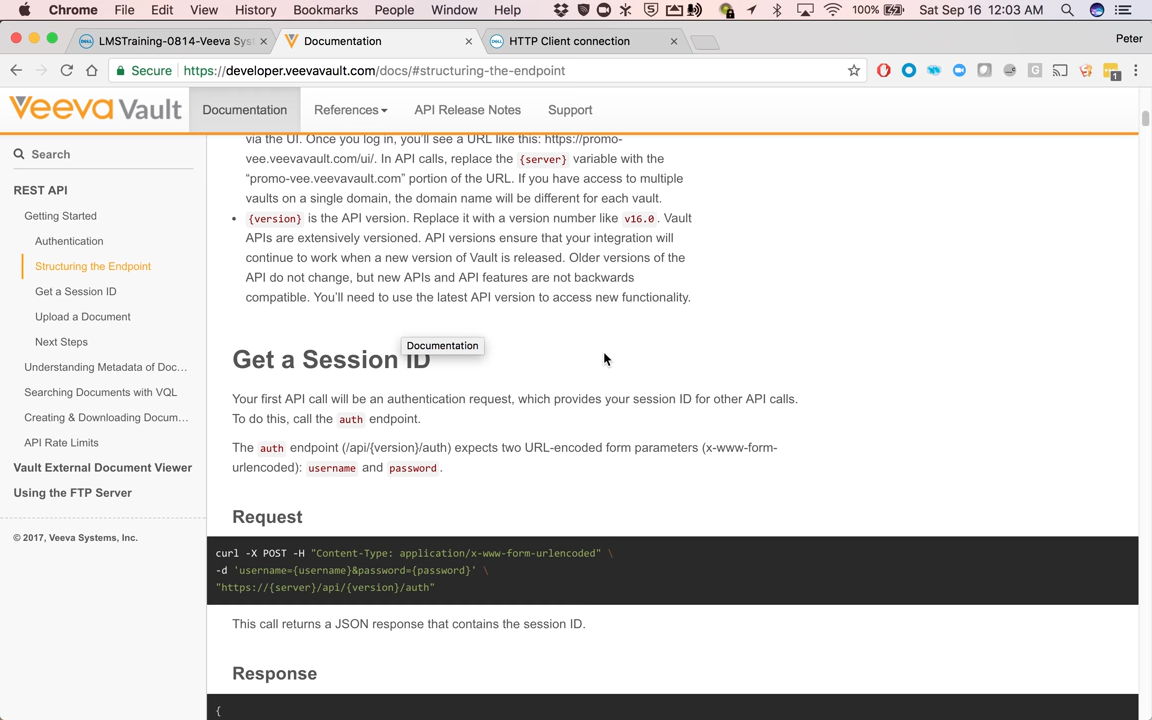 Chrome File Edit View History Bookmarks People Window Help 100% Sat Sep 16 12:03 AM
LMSTraining-0814-Veeva Sys Documentation HTTP Client connection Peter
Secure https://developer.veevavault.com/docs/#structuring-the-endpoint
Veeva Vault Documentation References API Release Notes Support
Search
REST API
Getting Started
Authentication
Structuring the Endpoint
Get a Session ID
Upload a Document
Next Steps
Understanding Metadata of Doc...
Searching Documents with VQL
Creating & Downloading Docum...
API Rate Limits
Vault External Document Viewer
Using the FTP Server
© 2017, Veeva Systems, Inc.
via the UI. Once you log in, you'll see a URL like this: https://promo-
vee.veevavault.com/ui/. In API calls, replace the {server} variable with the
“promo-vee.veevavault.com” portion of the URL. If you have access to multiple
vaults on a single domain, the domain name will be different for each vault.
• {version} is the API version. Replace it with a version number like v16.0. Vault
APIs are extensively versioned. API versions ensure that your integration will
continue to work when a new version of Vault is released. Older versions of the
API do not change, but new APIs and API features are not backwards
compatible. You'll need to use the latest API version to access new functionality.
Documentation
Get a Session ID
Your first API call will be an authentication request, which provides your session ID for other API calls.
To do this, call the auth endpoint.
The auth endpoint (/api/{version}/auth) expects two URL-encoded form parameters (x-www-form-
urlencoded): username and password.
Request
curl -X POST -H "Content-Type: application/x-www-form-urlencoded" \
-d 'username={username}&password={password}' \
"https://{server}/api/{version}/auth"
This call returns a JSON response that contains the session ID.
Response
{